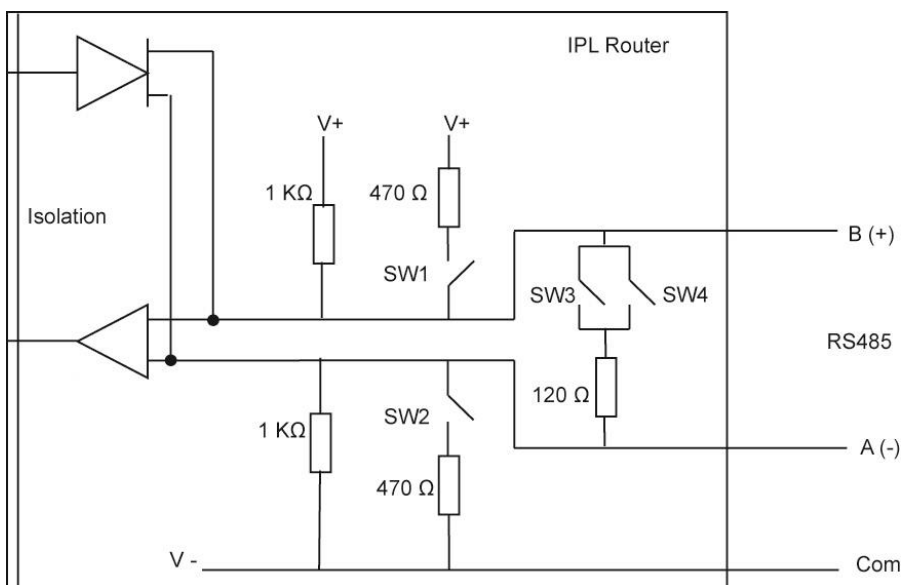 IPL Router
V+
V+
1 KΩ
470 Ω
Isolation
B (+)
SW1
SW3
SW4
RS485
120 Ω
SW2
1 KΩ
A (-)
470 Ω
V -
Com